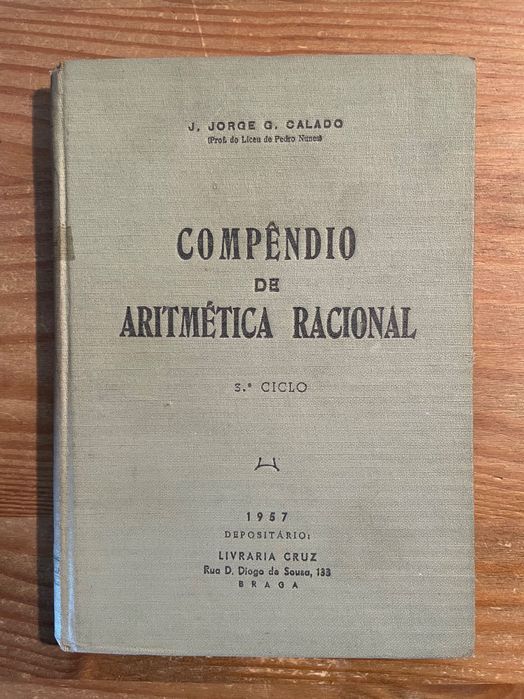 J. JORGE G. CALADO
(Prof. do Liceu de Pedro Nunes)
COMPÊNDIO
DE
ARITMÉTICA RACIONAL
3.º CICLO
1957
DEPOSITÁRIO:
LIVRARIA CRUZ
Rua D. Diogo de Sousa, 133
BRAGA